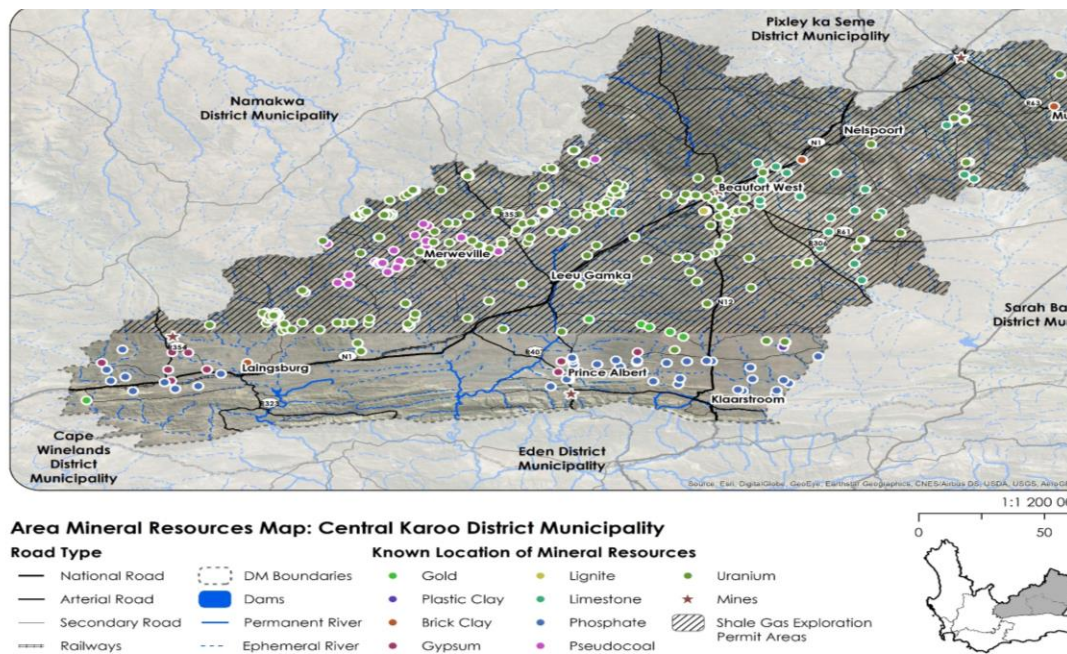 Pixley ka Seme
District Municipality
Namakwa
District Municipality
R63
Mu
Nelspoort
N1
Beaufort West
R353
R61
R306
Merweville
Leeu Gamka
N12
Sarah Ba
District Mun
R354
R407
N1
Laingsburg
Prince Albert
Klaarstroom
R323
Cape
Winelands
District
Municipality
Eden District
Municipality
Source: Esri, DigitalGlobe, GeoEye, Earthstar Geographics, CNES/Airbus DS, USDA, USGS, AeroG
1:1 200 00
Area Mineral Resources Map: Central Karoo District Municipality
0 50
Road Type
Known Location of Mineral Resources
National Road DM Boundaries Gold Lignite Uranium
Arterial Road Dams Plastic Clay Limestone Mines
Secondary Road Permanent River Brick Clay Phosphate Shale Gas Exploration
Permit Areas
Railways Ephemeral River Gypsum Pseudocoal